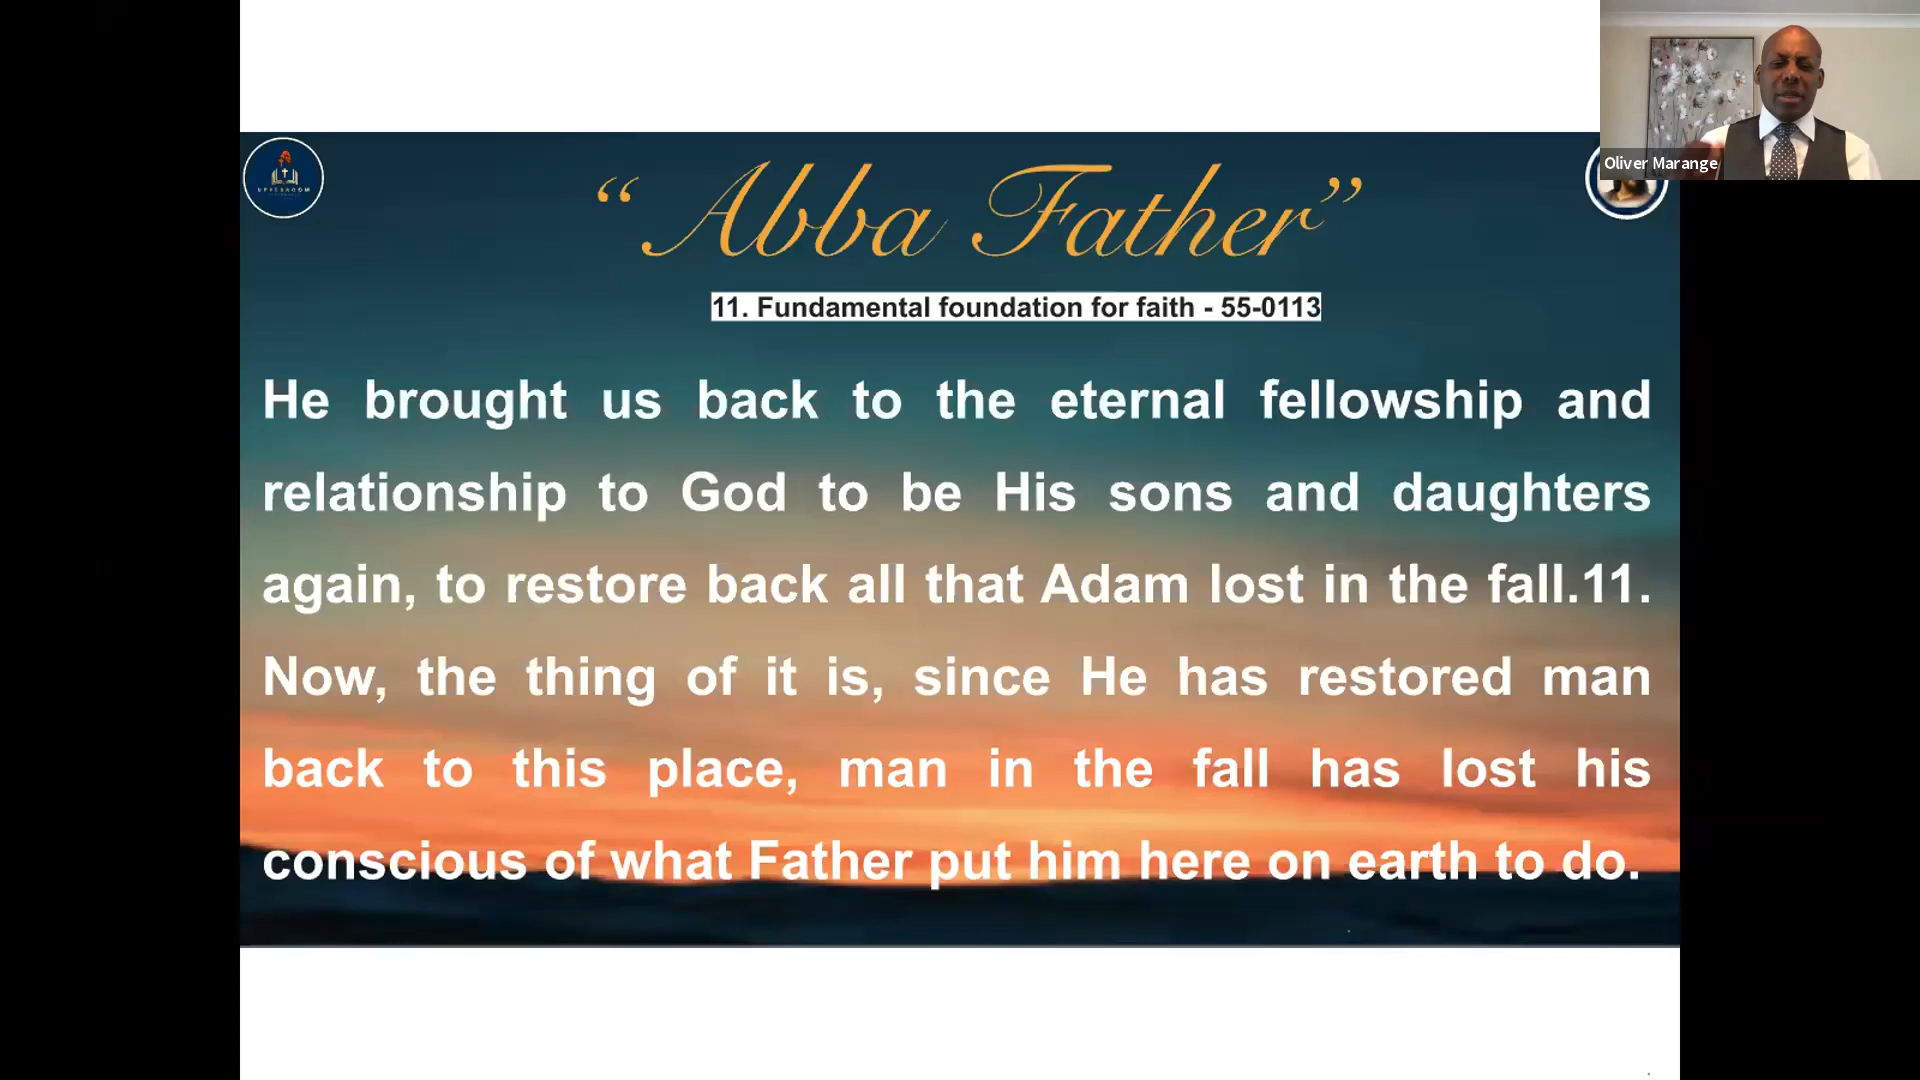 Oliver Marange
UPPERROOM
“Abba Father”
11. Fundamental foundation for faith - 55-0113
He brought us back to the eternal fellowship and
relationship to God to be His sons and daughters
again, to restore back all that Adam lost in the fall.11.
Now, the thing of it is, since He has restored man
back to this place, man in the fall has lost his
conscious of what Father put him here on earth to do.